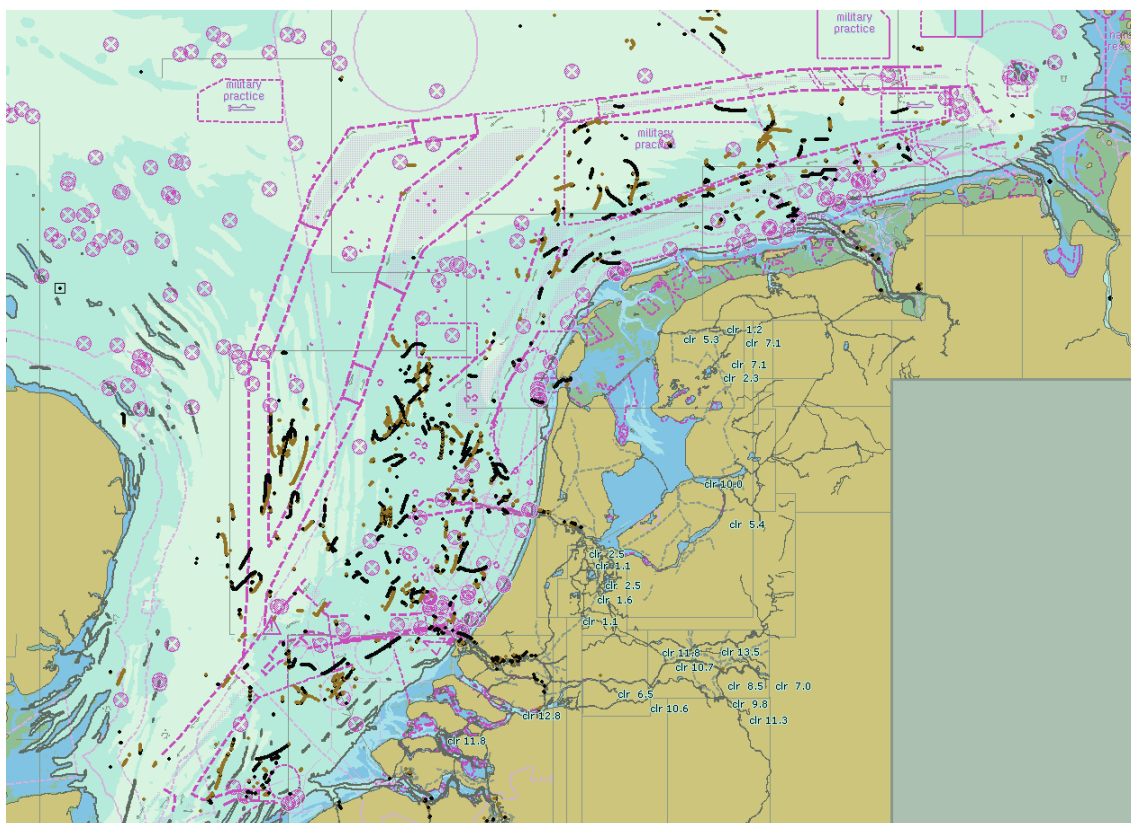 military
practice
military
practice
military
practice
clr 1.2
clr 5.3
clr 7.1
clr 7.1
clr 2.3
clr 10.0
clr 5.4
clr 2.5
clr 1.1
clr 2.5
clr 1.6
clr 1.1
clr 11.8
clr 13.5
clr 10.7
clr 8.5
clr 7.0
clr 6.5
clr 9.8
clr 10.6
clr 12.8
clr 11.3
clr 11.8